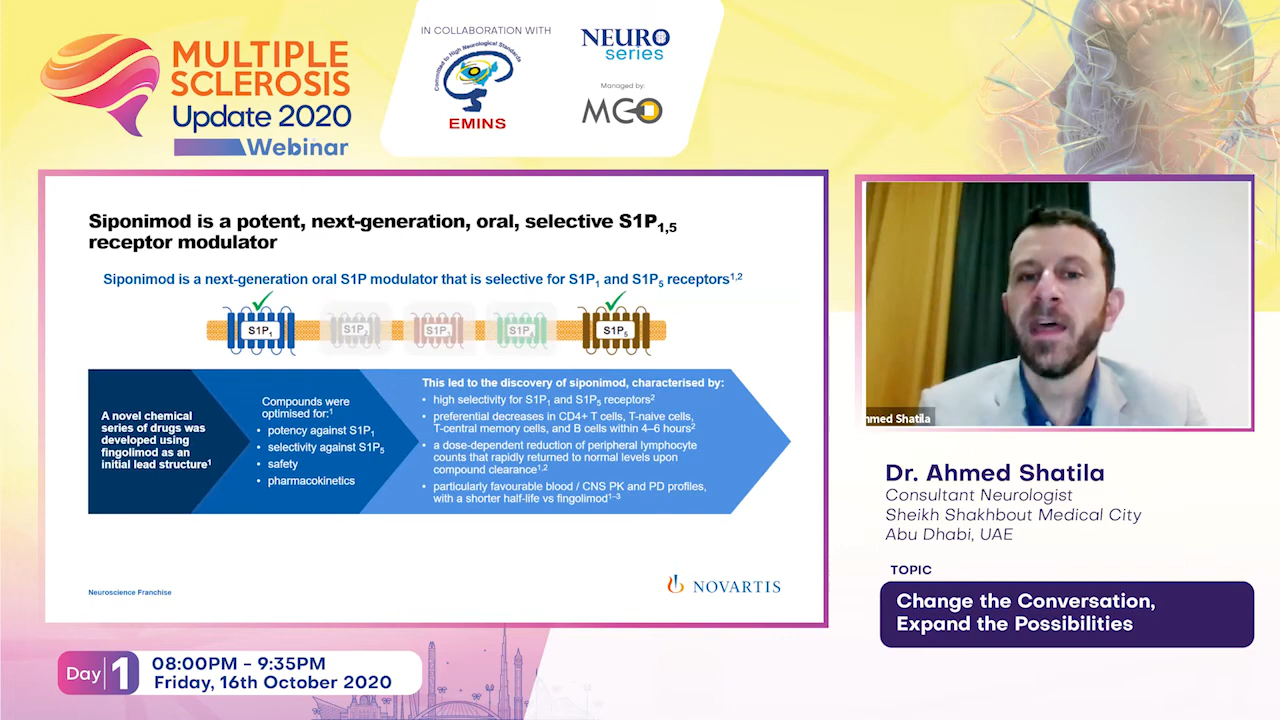 MULTIPLE
SCLEROSIS
Update 2020
Webinar
IN COLLABORATION WITH
Committed to High Neurological Standards
EMINS
NEURO
series
Managed by:
MCO
Siponimod is a potent, next-generation, oral, selective S1P1,5
receptor modulator
Siponimod is a next-generation oral S1P modulator that is selective for S1P1 and S1P5 receptors1,2
S1P1
S1P2
S1P3
S1P4
S1P5
A novel chemical
series of drugs was
developed using
fingolimod as an
initial lead structure1
Compounds were
optimised for:1
• potency against S1P1
• selectivity against S1P5
• safety
• pharmacokinetics
This led to the discovery of siponimod, characterised by:
• high selectivity for S1P1 and S1P5 receptors2
• preferential decreases in CD4+ T cells, T-naive cells,
T-central memory cells, and B cells within 4–6 hours2
• a dose-dependent reduction of peripheral lymphocyte
counts that rapidly returned to normal levels upon
compound clearance1,2
• particularly favourable blood / CNS PK and PD profiles,
with a shorter half-life vs fingolimod1–3
Neuroscience Franchise
NOVARTIS
hmed Shatila
Dr. Ahmed Shatila
Consultant Neurologist
Sheikh Shakhbout Medical City
Abu Dhabi, UAE
TOPIC
Change the Conversation,
Expand the Possibilities
Day 1
08:00PM - 9:35PM
Friday, 16th October 2020